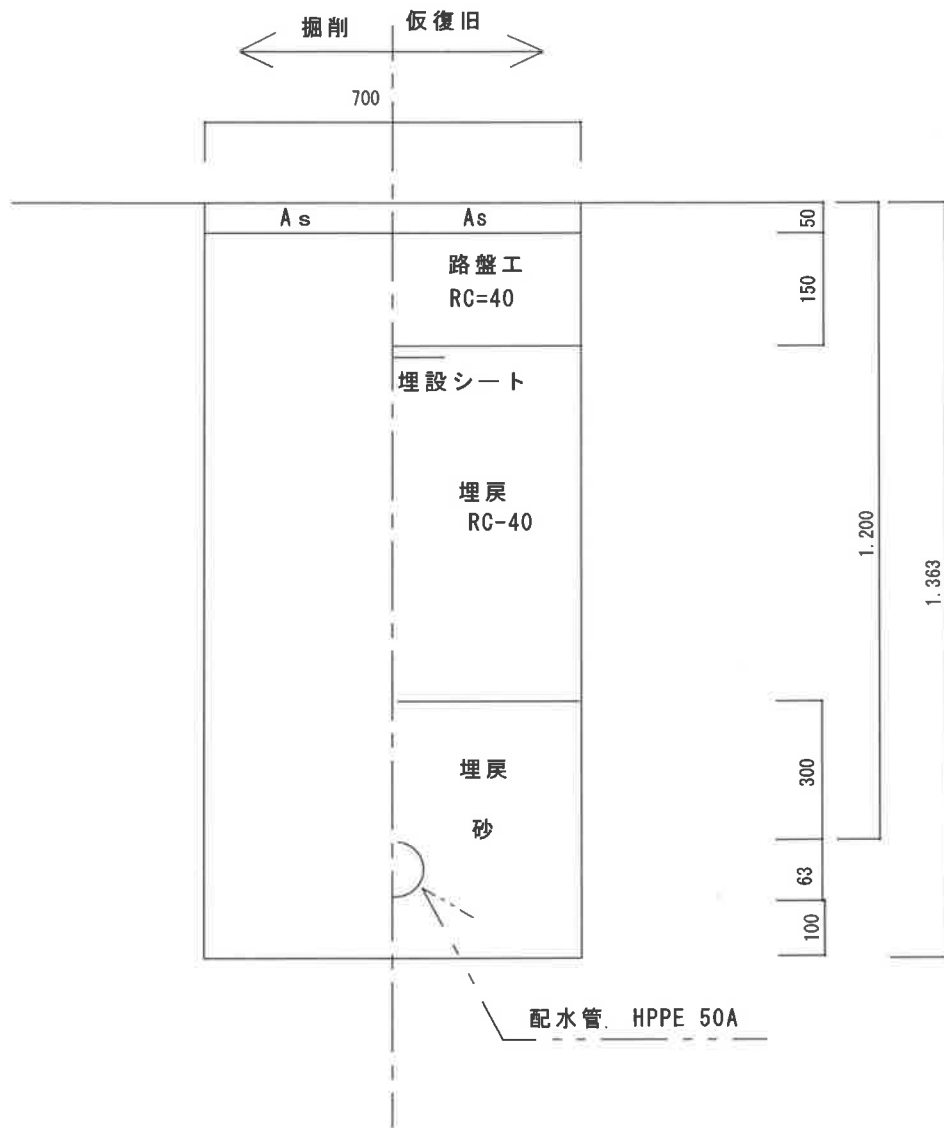 掘削 仮復旧
700
As As
50
路盤工
RC=40
150
埋設シート
埋戻
RC-40
1.200
1.363
埋戻
砂
300
63
100
配水管. HPPE 50A